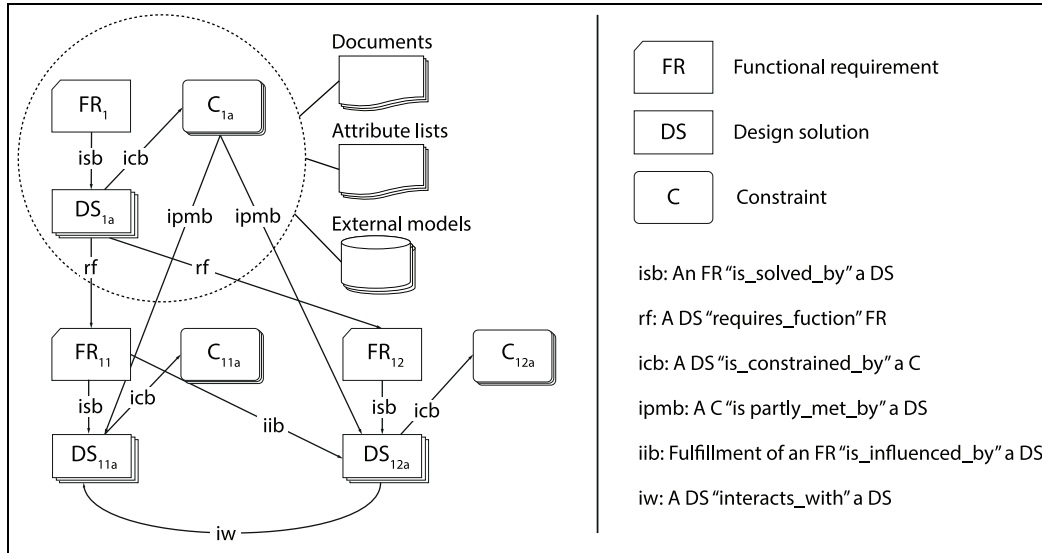 Documents
FR1
C1a
isb
icb
Attribute lists
DS1a
ipmb
ipmb
External models
rf
rf
FR11
C11a
FR12
C12a
isb
icb
isb
icb
iib
DS11a
DS12a
iw
FR
Functional requirement
DS
Design solution
C
Constraint
isb: An FR “is_solved_by” a DS
rf: A DS “requires_fuction” FR
icb: A DS “is_constrained_by” a C
ipmb: A C “is partly_met_by” a DS
iib: Fulfillment of an FR “is_influenced_by” a DS
iw: A DS “interacts_with” a DS